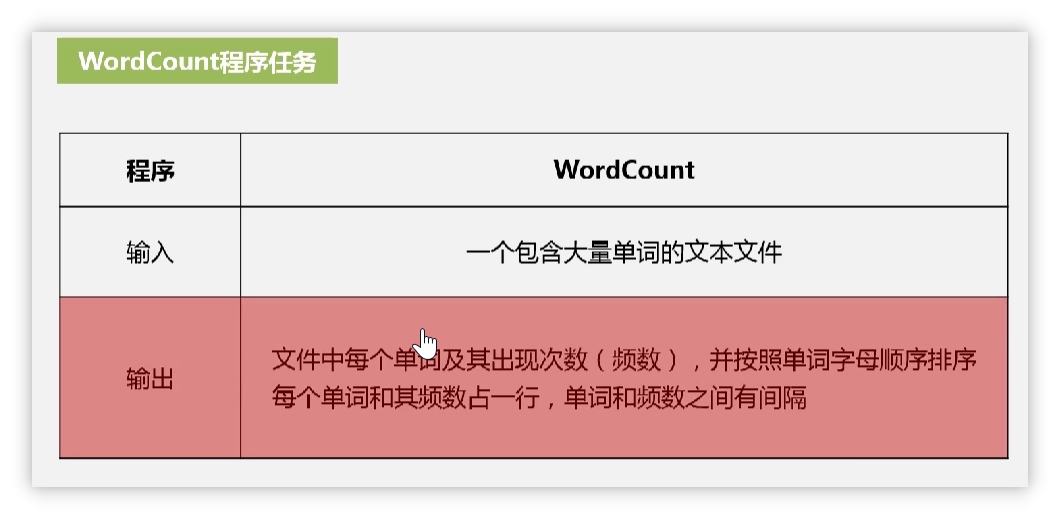 WordCount程序任务
程序
WordCount
输入
一个包含大量单词的文本文件
输出
文件中每个单词及其出现次数（频数），并按照单词字母顺序排序
每个单词和其频数占一行，单词和频数之间有间隔